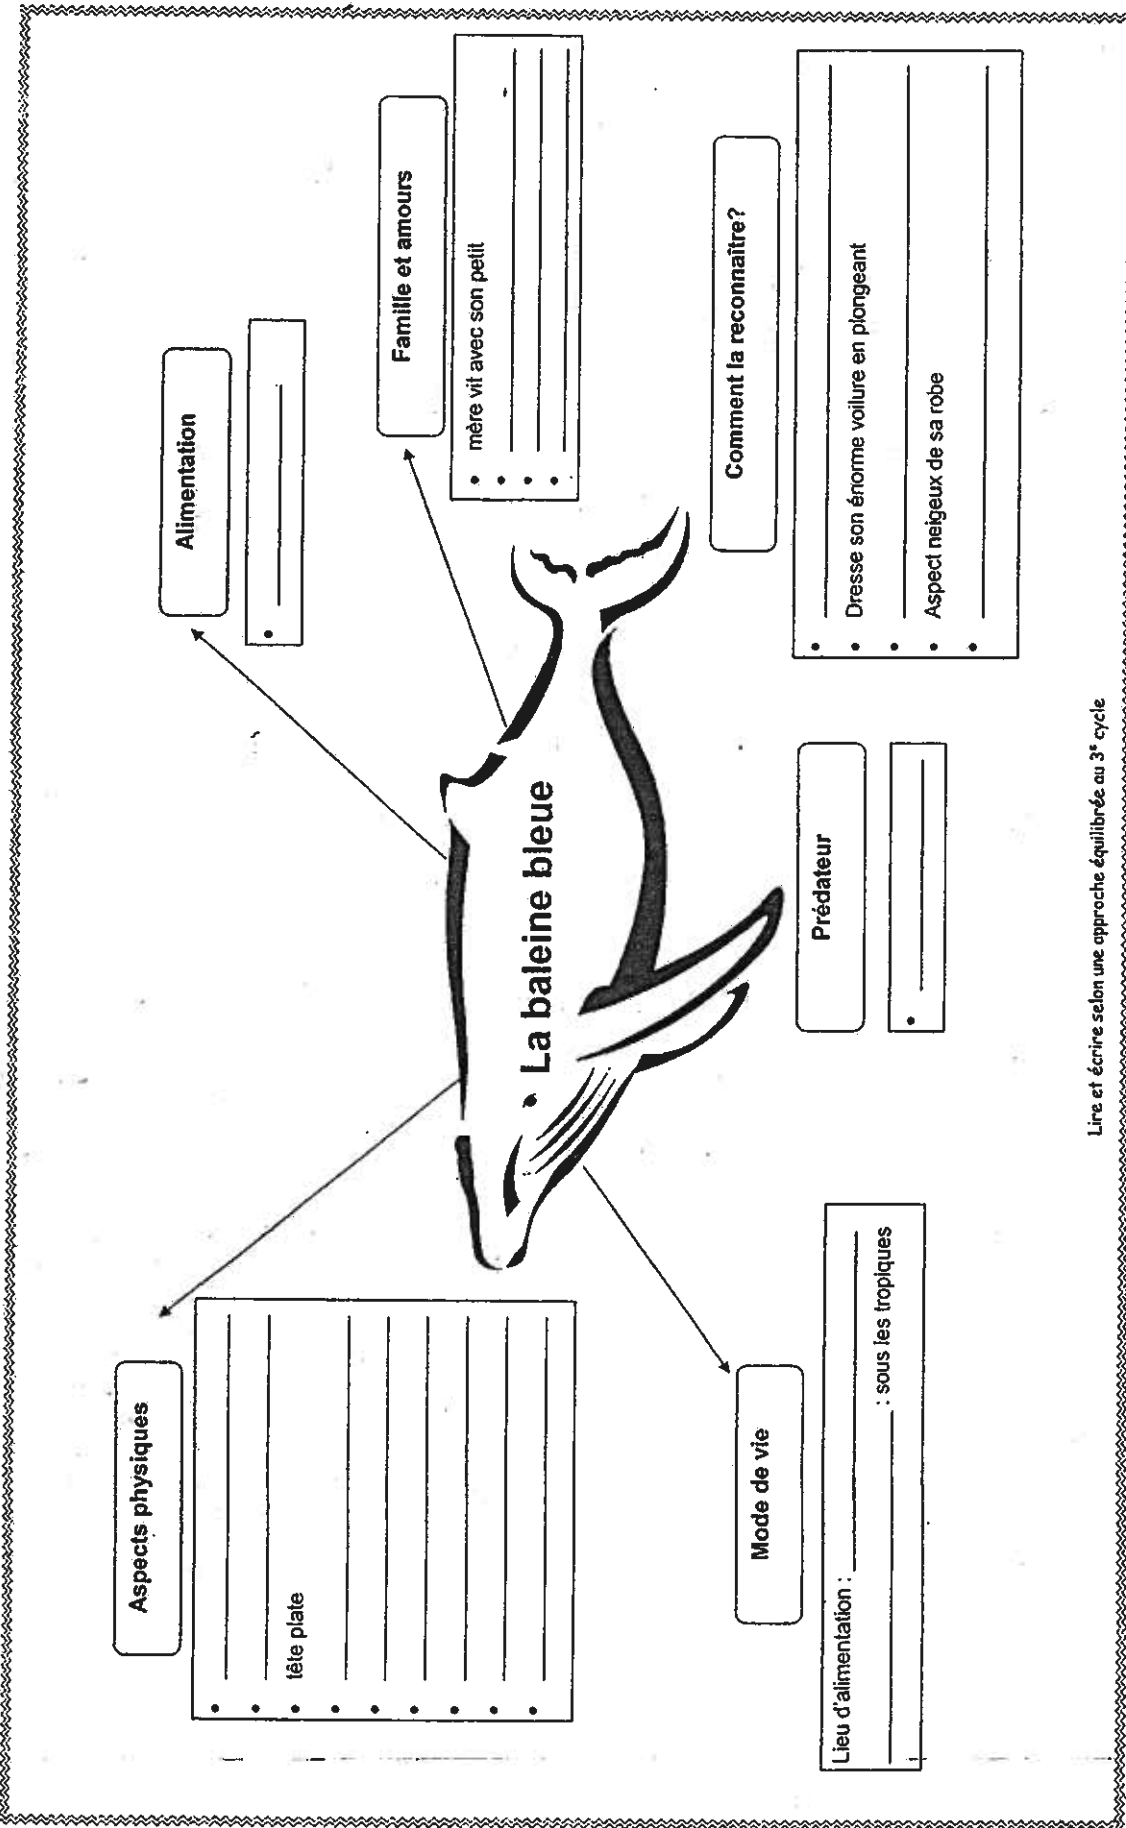 Aspects physiques
tête plate
Alimentation
Famille et amours
mère vit avec son petit
• La baleine bleue
Mode de vie
Lieu d'alimentation :
: sous les tropiques
Prédateur
Comment la reconnaître?
Dresse son énorme voilure en plongeant
Aspect neigeux de sa robe
Lire et écrire selon une approche équilibrée au 3e cycle